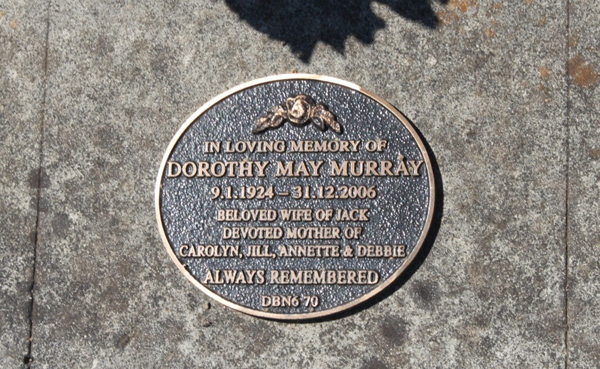 IN LOVING MEMORY OF
DOROTHY MAY MURRAY
9.1.1924 – 31.12.2006
BELOVED WIFE OF JACK
DEVOTED MOTHER OF
CAROLYN, JILL, ANNETTE & DEBBIE
ALWAYS REMEMBERED
DBN6 70